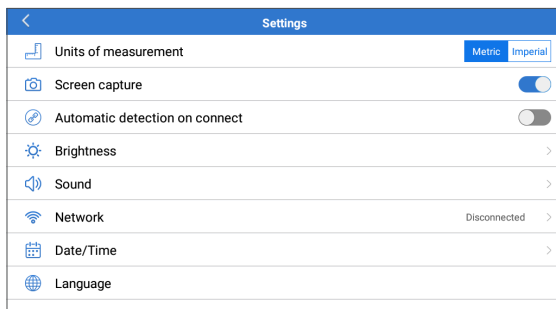 Settings
Units of measurement Metric Imperial
Screen capture
Automatic detection on connect
Brightness
Sound
Network Disconnected
Date/Time
Language